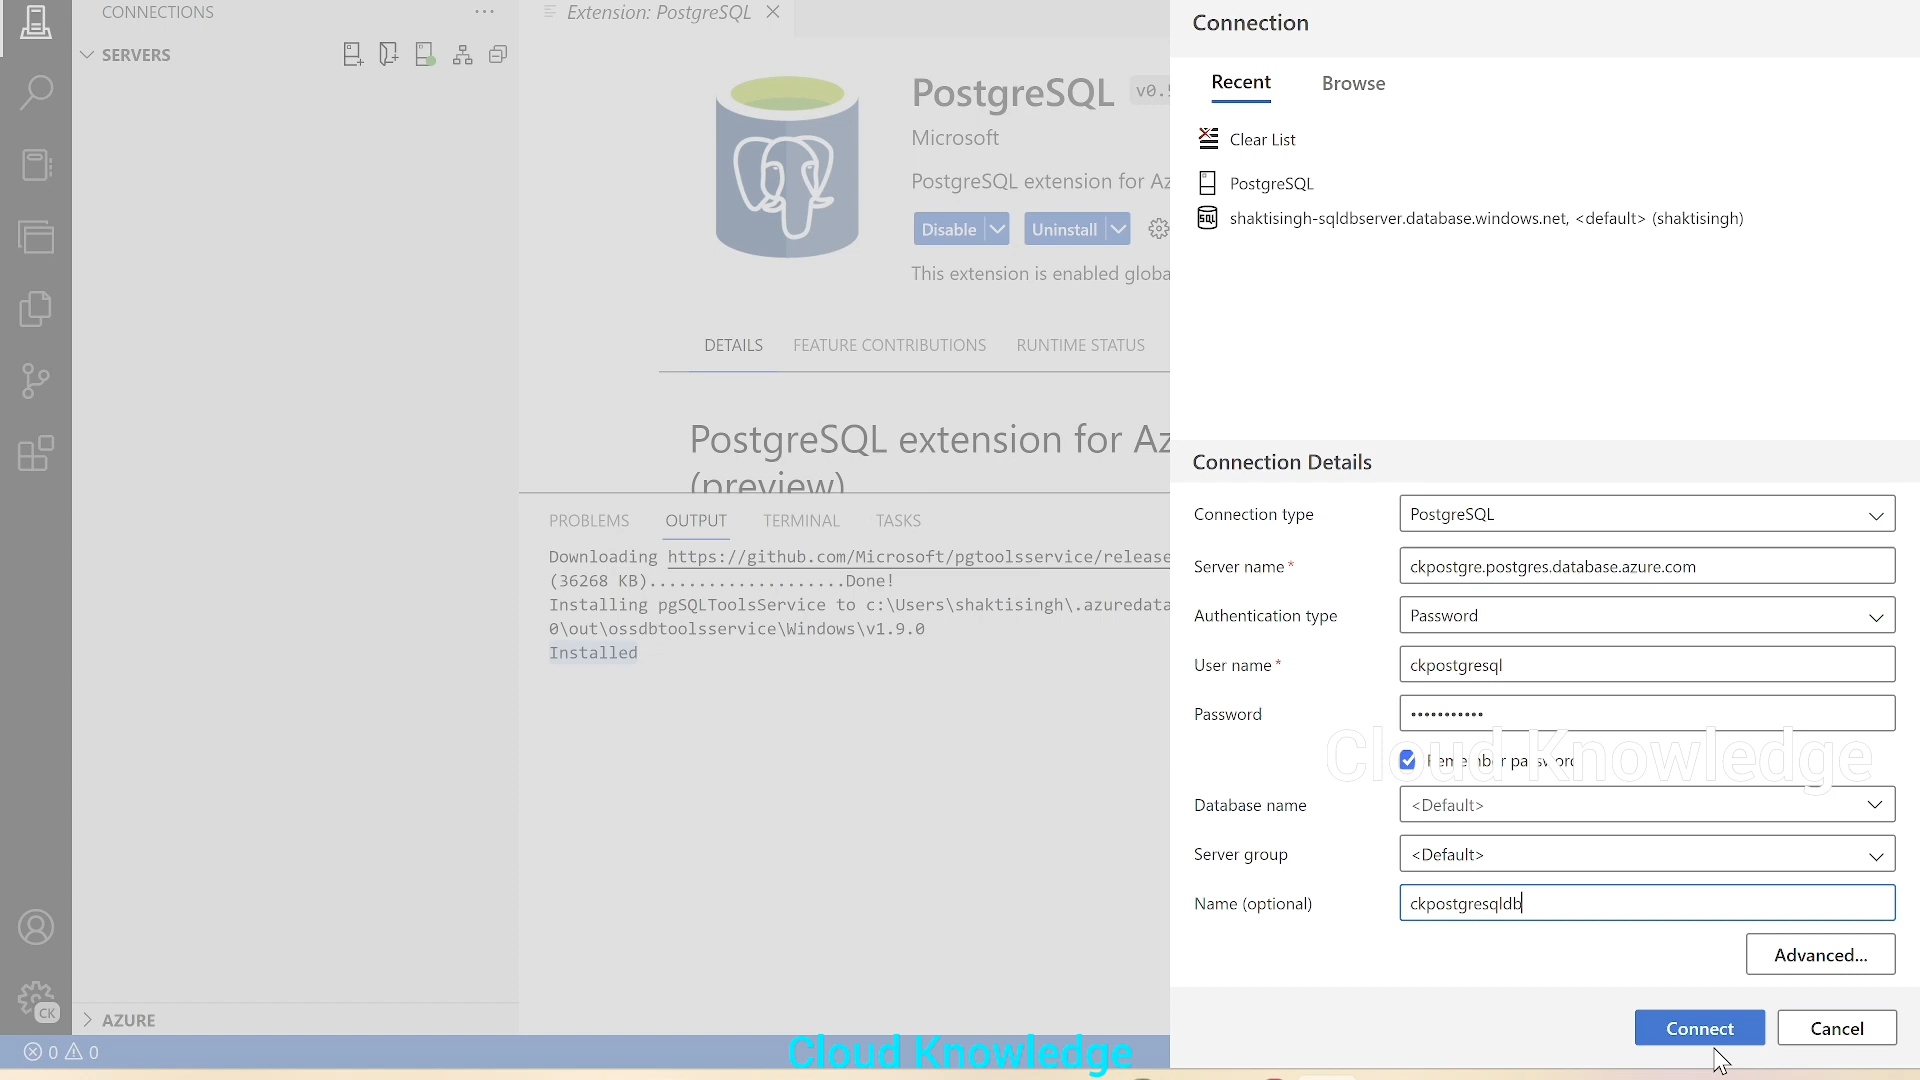 CONNECTIONS
SERVERS
Extension: PostgreSQL
PostgreSQL
Microsoft
PostgreSQL extension for Az
Disable
Uninstall
This extension is enabled globa
DETAILS
FEATURE CONTRIBUTIONS
RUNTIME STATUS
PostgreSQL extension for Az
(preview)
PROBLEMS
OUTPUT
TERMINAL
TASKS
Downloading https://github.com/Microsoft/pgtoolsservice/release
(36268 KB)....................Done!
Installing pgSQLToolsService to c:\Users\shaktisingh\.azuredata
0\out\ossdbtoolsservice\Windows\v1.9.0
Installed
AZURE
CK
0 0
Connection
Recent
Browse
Clear List
PostgreSQL
SQL
shaktisingh-sqldbserver.database.windows.net, <default> (shaktisingh)
Connection Details
Connection type
PostgreSQL
Server name*
ckpostgre.postgres.database.azure.com
Authentication type
Password
User name*
ckpostgresql
Password
•••••••••••
Remember password
Cloud Knowledge
Database name
<Default>
Server group
<Default>
Name (optional)
ckpostgresqldb
Advanced...
Connect
Cancel
Cloud Knowledge